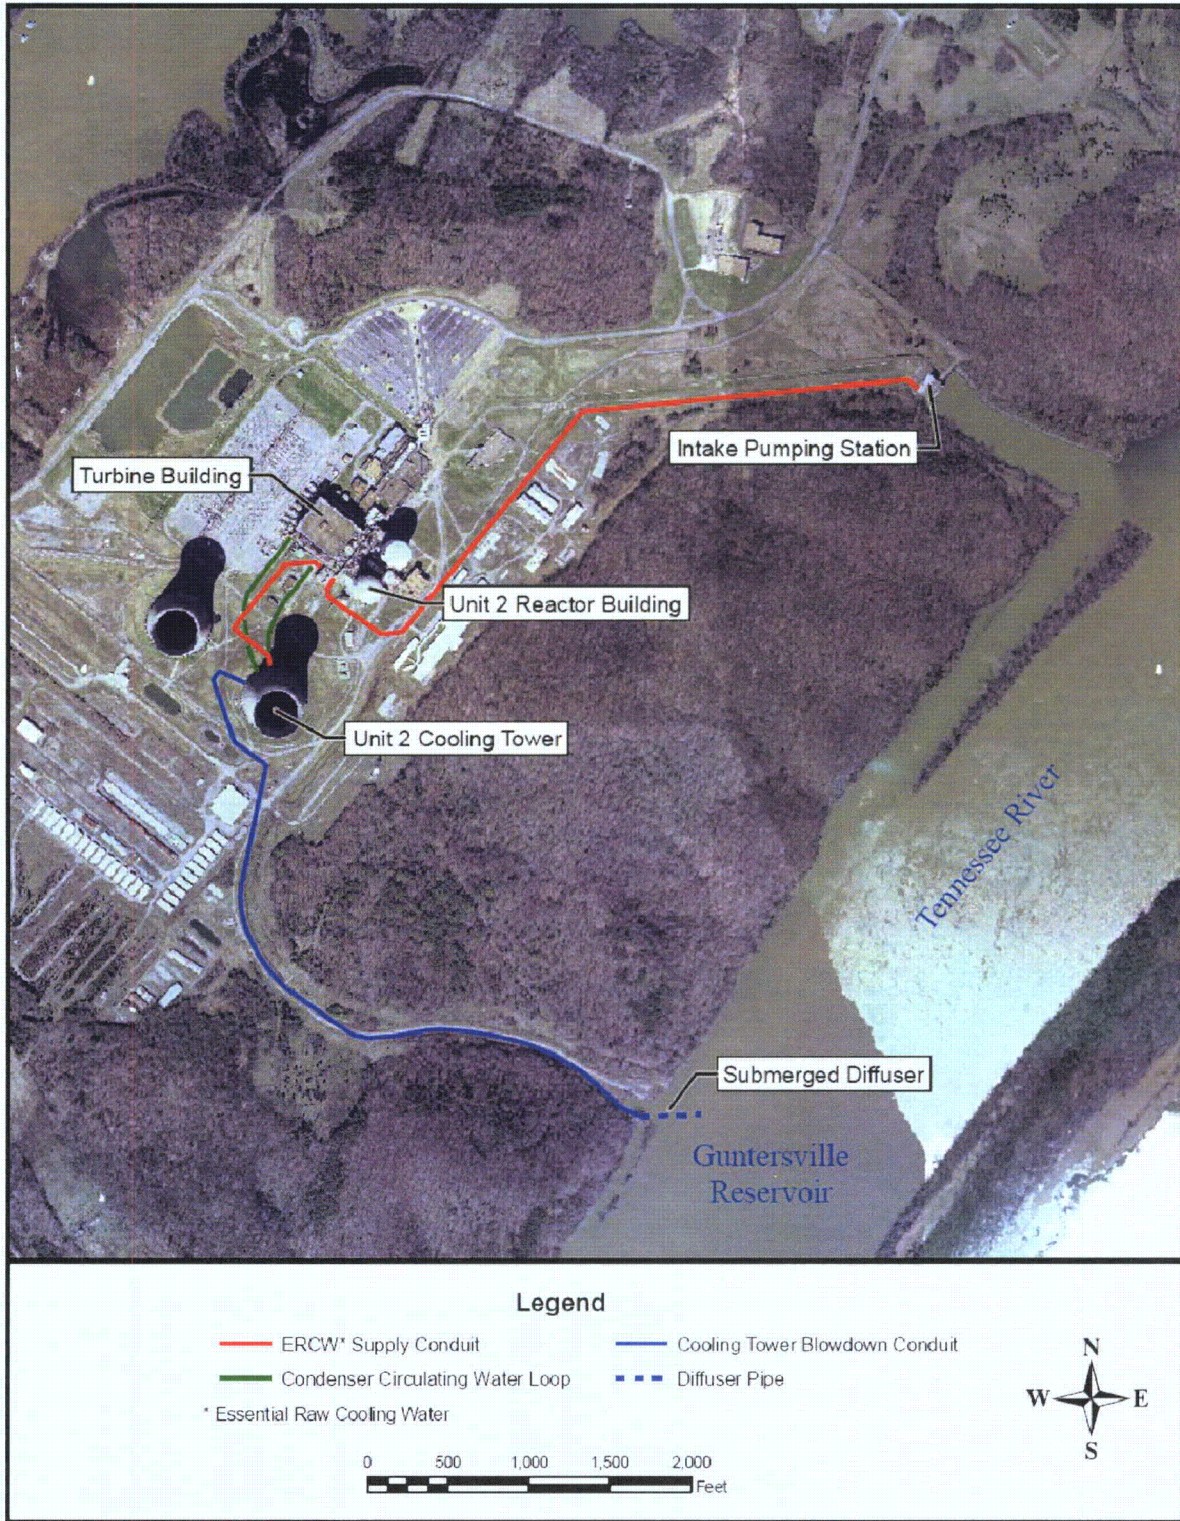 Intake Pumping Station
Turbine Building
Unit 2 Reactor Building
Unit 2 Cooling Tower
Tennessee River
Submerged Diffuser
Guntersville
Reservoir
Legend
ERCW* Supply Conduit
Cooling Tower Blowdown Conduit
Condenser Circulating Water Loop
Diffuser Pipe
* Essential Raw Cooling Water
N
W
E
S
0 500 1,000 1,500 2,000
Feet